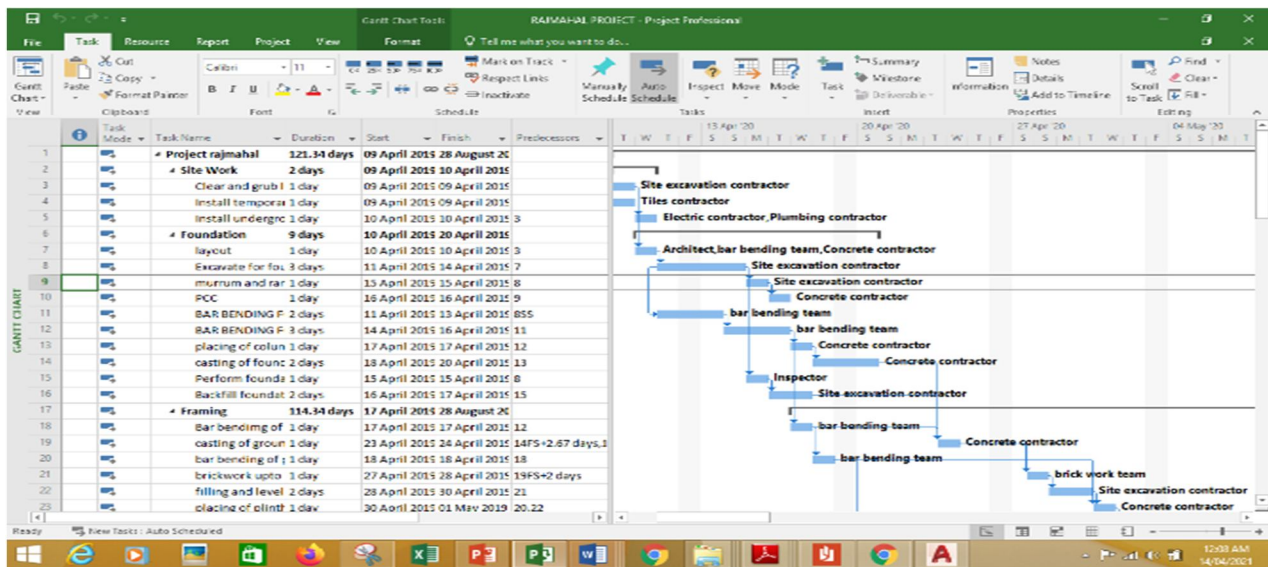 Gantt Chart Tools RAJMAHAL PROJECT - Project Professional
File Task Resource Report Project View Format Tell me what you want to do...
Cut Calibri 11 Mark on Track Summary Notes Find
Gantt Chart Paste Copy Respect Links Manually Schedule Auto Schedule Inspect Move Mode Task Milestone Information Details Scroll to Task Clear
Format Painter B I U A Inactivate Deliverable Add to Timeline Fill
View Clipboard Font Schedule Tasks Insert Properties Editing
Task Mode Task Name Duration Start Finish Predecessors
13 Apr '20 20 Apr '20 27 Apr '20 04 May '20
T W T F S S M T W T F S S M T W T F S S M T W T F S S M T
GANTT CHART
1 Project rajmahal 121.34 days 09 April 2019 28 August 20
2 Site Work 2 days 09 April 2019 10 April 2019
3 Clear and grub 1 day 09 April 2019 09 April 2019 Site excavation contractor
4 Install temporar 1 day 09 April 2019 09 April 2019 Tiles contractor
5 Install undergro 1 day 10 April 2019 10 April 2019 3 Electric contractor,Plumbing contractor
6 Foundation 9 days 10 April 2019 20 April 2019
7 layout 1 day 10 April 2019 10 April 2019 3 Architect,bar bending team,Concrete contractor
8 Excavate for fou 3 days 11 April 2019 14 April 2019 7 Site excavation contractor
9 murrum and rar 1 day 15 April 2019 15 April 2019 8 Site excavation contractor
10 PCC 1 day 16 April 2019 16 April 2019 9 Concrete contractor
11 BAR BENDING F 2 days 11 April 2019 13 April 2019 8SS bar bending team
12 BAR BENDING F 3 days 14 April 2019 16 April 2019 11 bar bending team
13 placing of colun 1 day 17 April 2019 17 April 2019 12 Concrete contractor
14 casting of founc 2 days 18 April 2019 20 April 2019 13 Concrete contractor
15 Perform founda 1 day 15 April 2019 15 April 2019 8 Inspector
16 Backfill foundat 2 days 16 April 2019 17 April 2019 15 Site excavation contractor
17 Framing 114.34 days 17 April 2019 28 August 20
18 Bar bendimg of 1 day 17 April 2019 17 April 2019 12 bar bending team
19 casting of groun 1 day 23 April 2019 24 April 2019 14FS+2.67 days,1 Concrete contractor
20 bar bending of 1 day 18 April 2019 18 April 2019 18 bar bending team
21 brickwork upto 1 day 27 April 2019 28 April 2019 19FS+2 days brick work team
22 filling and level 2 days 28 April 2019 30 April 2019 21 Site excavation contractor
23 placing of plinth 1 day 30 April 2019 01 May 2019 20,22 Concrete contractor
Ready New Tasks : Auto Scheduled
12:03 AM
14/04/2021